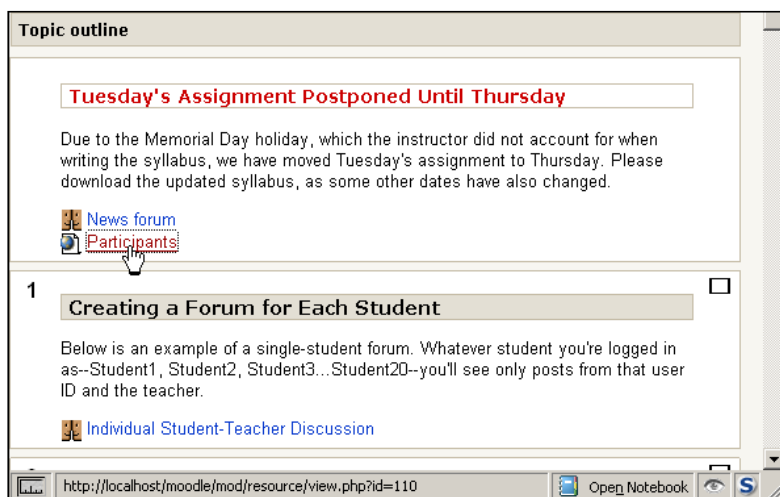 Topic outline
Tuesday's Assignment Postponed Until Thursday
Due to the Memorial Day holiday, which the instructor did not account for when
writing the syllabus, we have moved Tuesday's assignment to Thursday. Please
download the updated syllabus, as some other dates have also changed.
News forum
Participants
1
Creating a Forum for Each Student
Below is an example of a single-student forum. Whatever student you're logged in
as--Student1, Student2, Student3...Student20--you'll see only posts from that user
ID and the teacher.
Individual Student-Teacher Discussion
http://localhost/moodle/mod/resource/view.php?id=110
Open Notebook
S